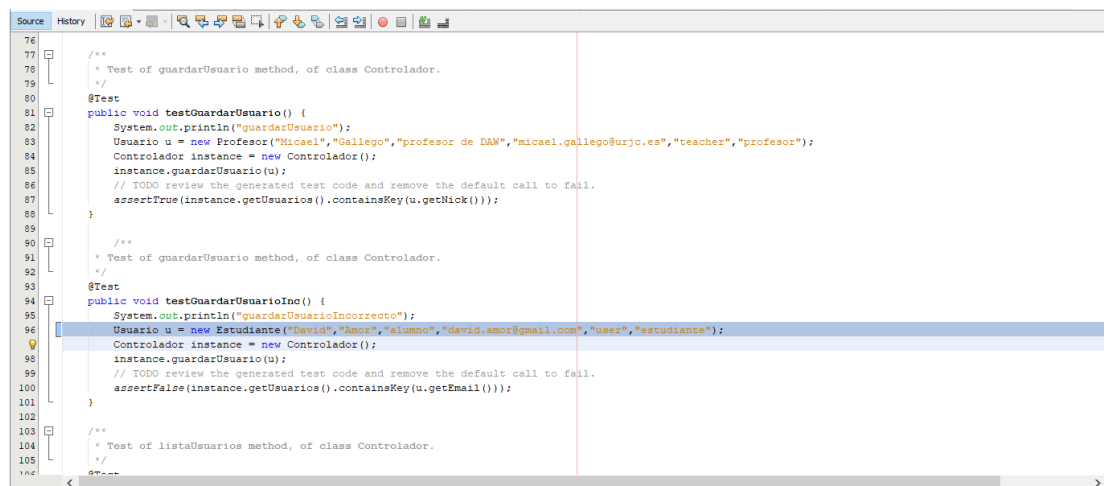 Source History
76
77 /**
78 * Test of guardarUsuario method, of class Controlador.
79 */
80 @Test
81 public void testGuardarUsuario() {
82 System.out.println("guardarUsuario");
83 Usuario u = new Profesor("Micael","Gallego","profesor de DAW","micael.gallego@urjc.es","teacher","profesor");
84 Controlador instance = new Controlador();
85 instance.guardarUsuario(u);
86 // TODO review the generated test code and remove the default call to fail.
87 assertTrue(instance.getUsuarios().containsKey(u.getNick()));
88 }
89
90 /**
91 * Test of guardarUsuario method, of class Controlador.
92 */
93 @Test
94 public void testGuardarUsuarioInc() {
95 System.out.println("guardarUsuarioIncorrecto");
96 Usuario u = new Estudiante("David","Amor","alumno","david.amor@gmail.com","user","estudiante");
Controlador instance = new Controlador();
98 instance.guardarUsuario(u);
99 // TODO review the generated test code and remove the default call to fail.
100 assertFalse(instance.getUsuarios().containsKey(u.getEmail()));
101 }
102
103 /**
104 * Test of listaUsuarios method, of class Controlador.
105 */
106 @Test